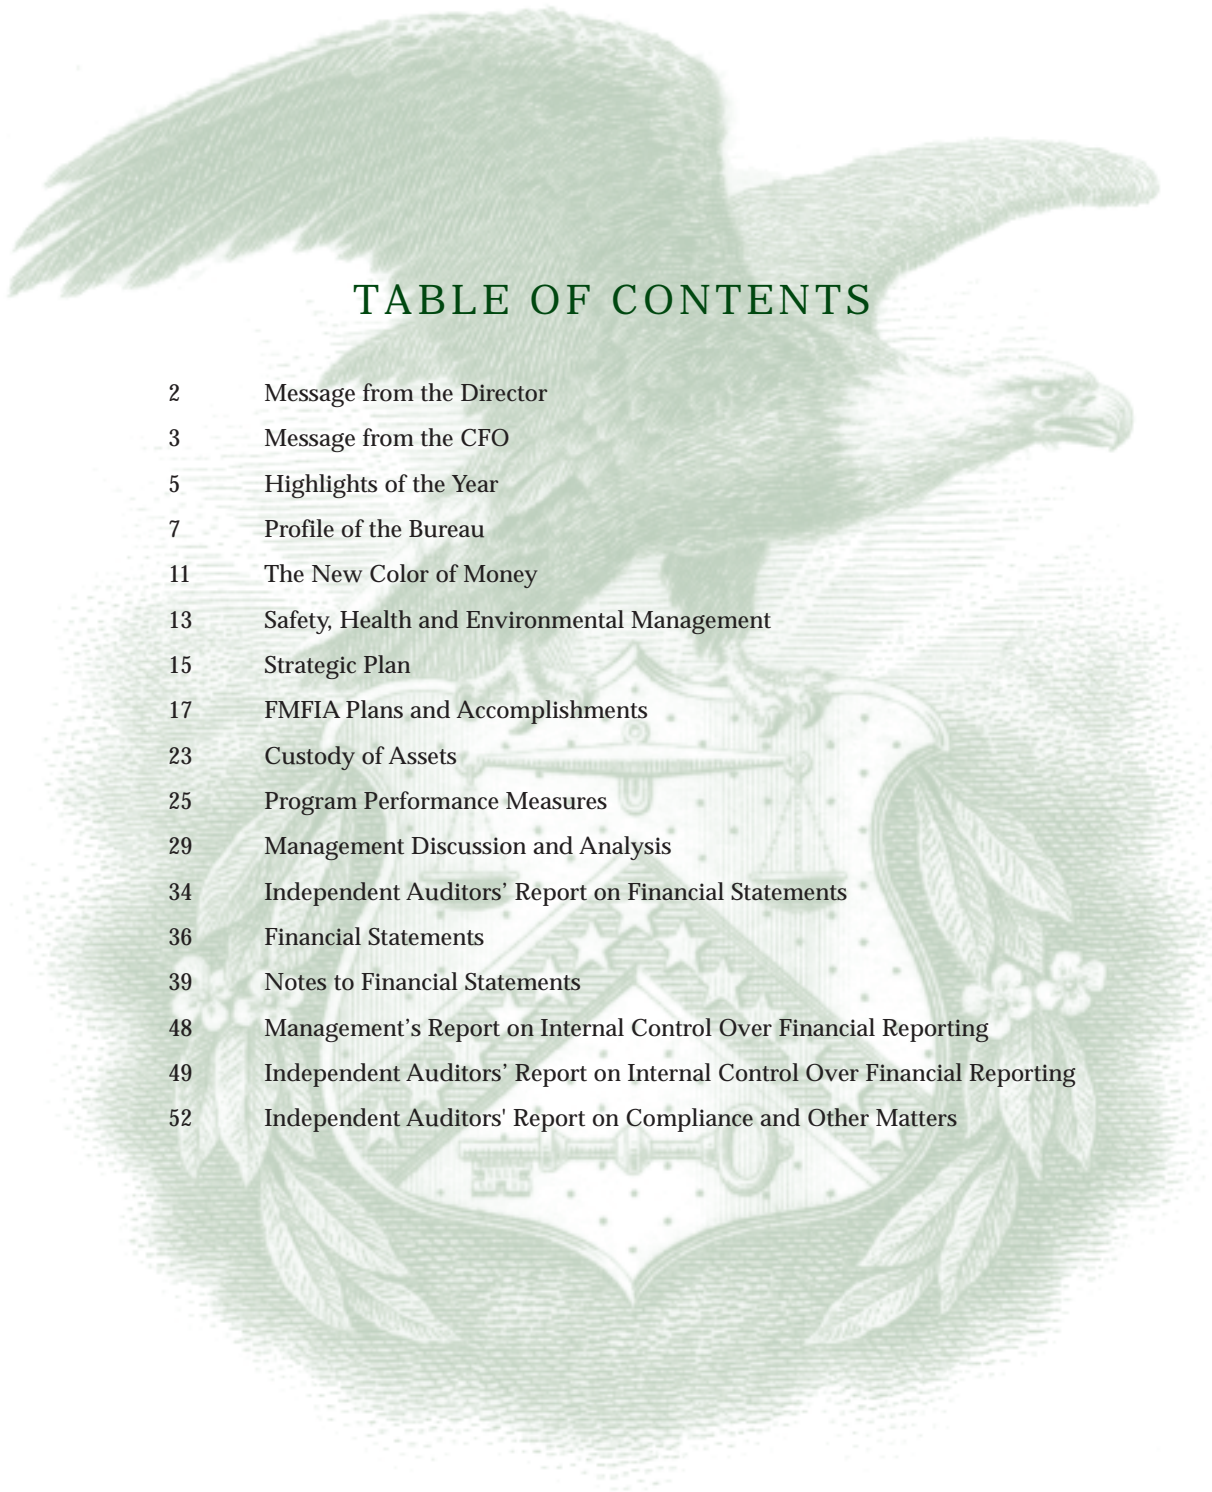 TABLE OF CONTENTS
2 Message from the Director
3 Message from the CFO
5 Highlights of the Year
7 Profile of the Bureau
11 The New Color of Money
13 Safety, Health and Environmental Management
15 Strategic Plan
17 FMFIA Plans and Accomplishments
23 Custody of Assets
25 Program Performance Measures
29 Management Discussion and Analysis
34 Independent Auditors’ Report on Financial Statements
36 Financial Statements
39 Notes to Financial Statements
48 Management’s Report on Internal Control Over Financial Reporting
49 Independent Auditors’ Report on Internal Control Over Financial Reporting
52 Independent Auditors' Report on Compliance and Other Matters